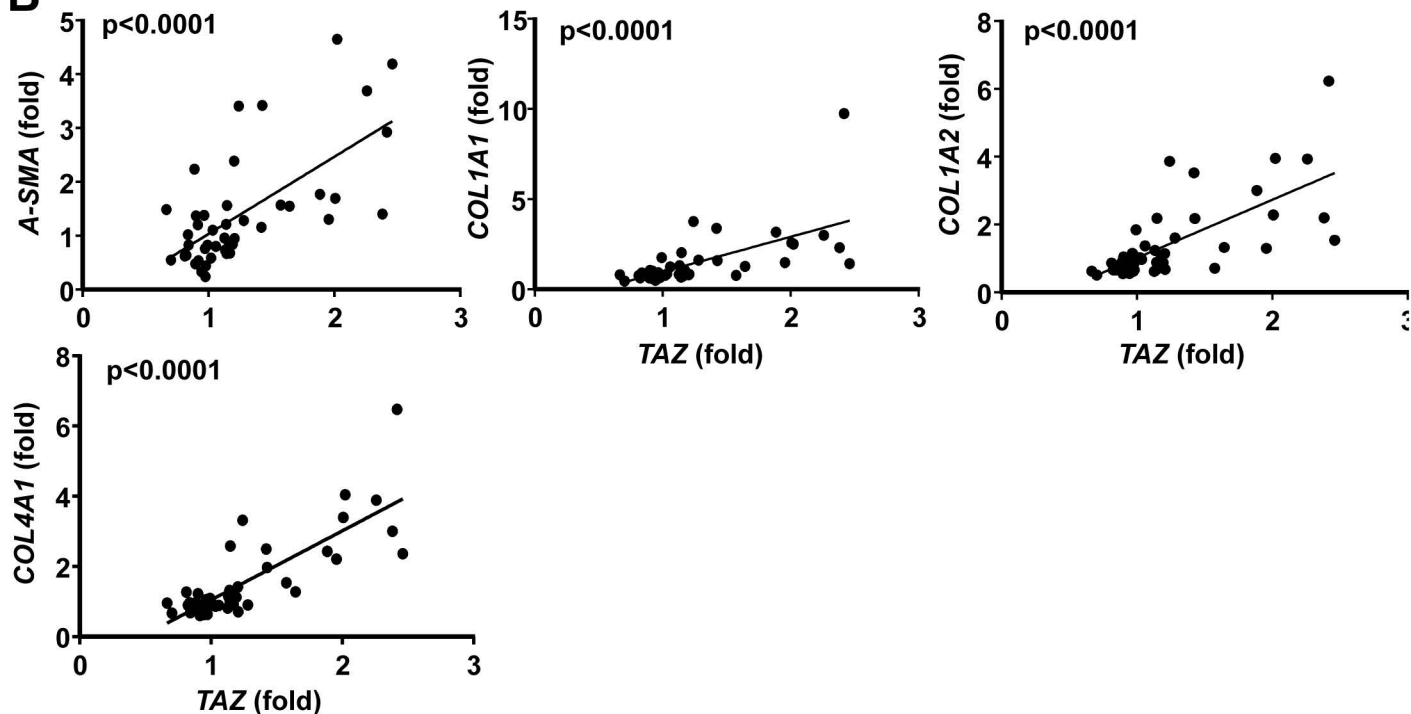 B
p<0.0001
A-SMA (fold)
5
4
3
2
1
0
0 1 2 3
p<0.0001
COL1A1 (fold)
15
10
5
0
0 1 2 3
TAZ (fold)
p<0.0001
COL1A2 (fold)
8
6
4
2
0
0 1 2 3
TAZ (fold)
p<0.0001
COL4A1 (fold)
8
6
4
2
0
0 1 2 3
TAZ (fold)